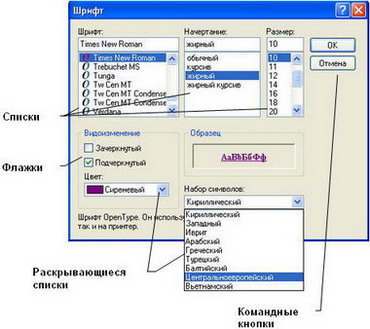 Шрифт
Шрифт:
Начертание:
Размер:
Times New Roman
жирный
10
OK
Отмена
Times New Roman
Trebuchet MS
Tunga
Tw Cen MT
Tw Cen MT Condense
Tw Cen MT Condense
Verdana
обычный
курсив
жирный
жирный курсив
10
11
12
14
16
18
20
Списки
Видоизменение
Зачеркнутый
Подчеркнутый
Флажки
Образец
АаBbБбФф
Цвет:
Сиреневый
Набор символов:
Кириллический
Шрифт OpenType. Он использ
так и на принтер.
Кириллический
Западный
Иврит
Арабский
Греческий
Турецкий
Балтийский
Центральноевропейский
Вьетнамский
Раскрывающиеся
списки
Командные
кнопки